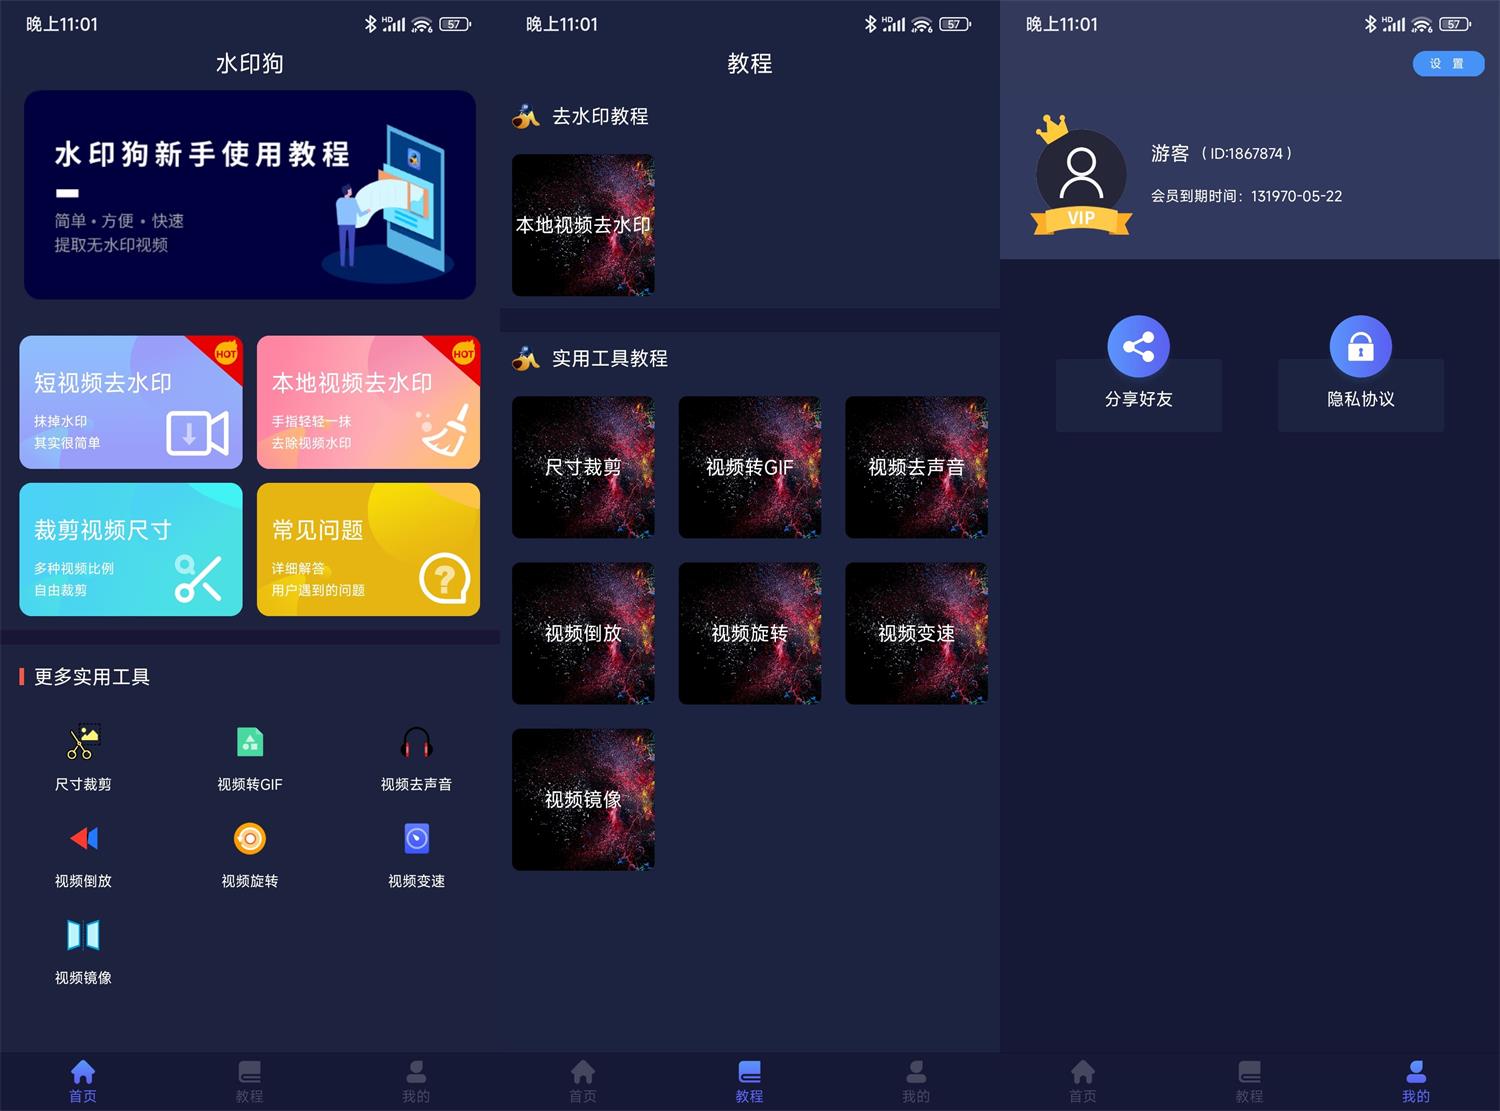 晚上11:01
HD
57
水印狗
水印狗新手使用教程
简单·方便·快速
提取无水印视频
HOT
短视频去水印
抹掉水印
其实很简单
HOT
本地视频去水印
手指轻轻一抹
去除视频水印
裁剪视频尺寸
多种视频比例
自由裁剪
常见问题
详细解答
用户遇到的问题
?
更多实用工具
尺寸裁剪
视频转GIF
视频去声音
视频倒放
视频旋转
视频变速
视频镜像
首页
教程
我的
晚上11:01
HD
57
教程
去水印教程
本地视频去水印
实用工具教程
尺寸裁剪
视频转GIF
视频去声音
视频倒放
视频旋转
视频变速
视频镜像
首页
教程
我的
晚上11:01
HD
57
设 置
游客 (ID:1867874)
VIP
会员到期时间：131970-05-22
分享好友
隐私协议
首页
教程
我的